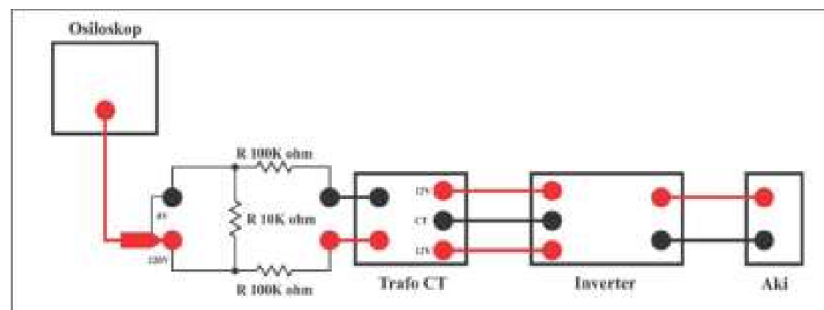 Osiloskop
R 100K ohm
12V
0V
R 10K ohm
CT
220V
12V
R 100K ohm
Trafo CT
Inverter
Aki